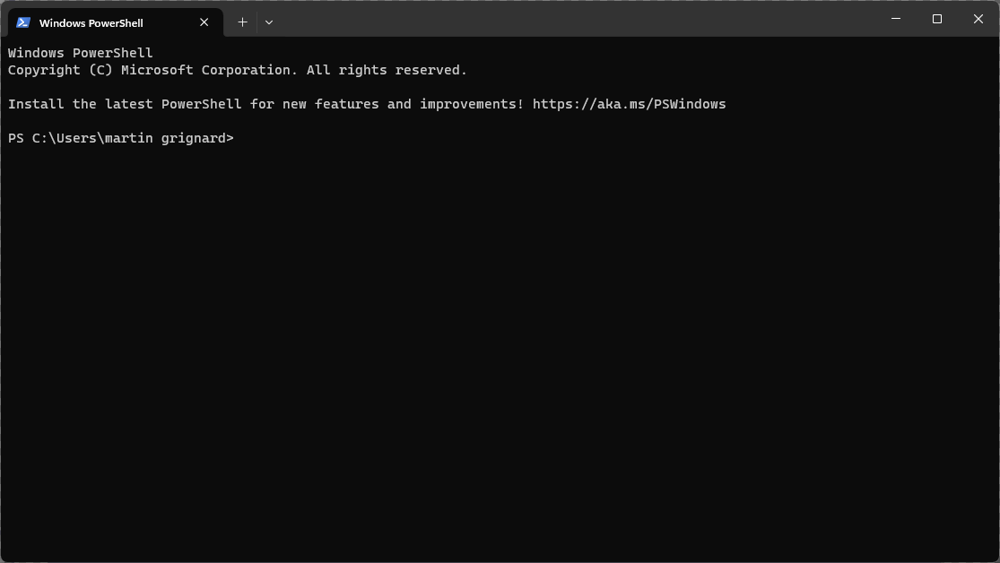 Windows PowerShell
Windows PowerShell
Copyright (C) Microsoft Corporation. All rights reserved.
Install the latest PowerShell for new features and improvements! https://aka.ms/PSWindows
PS C:\Users\martin grignard>